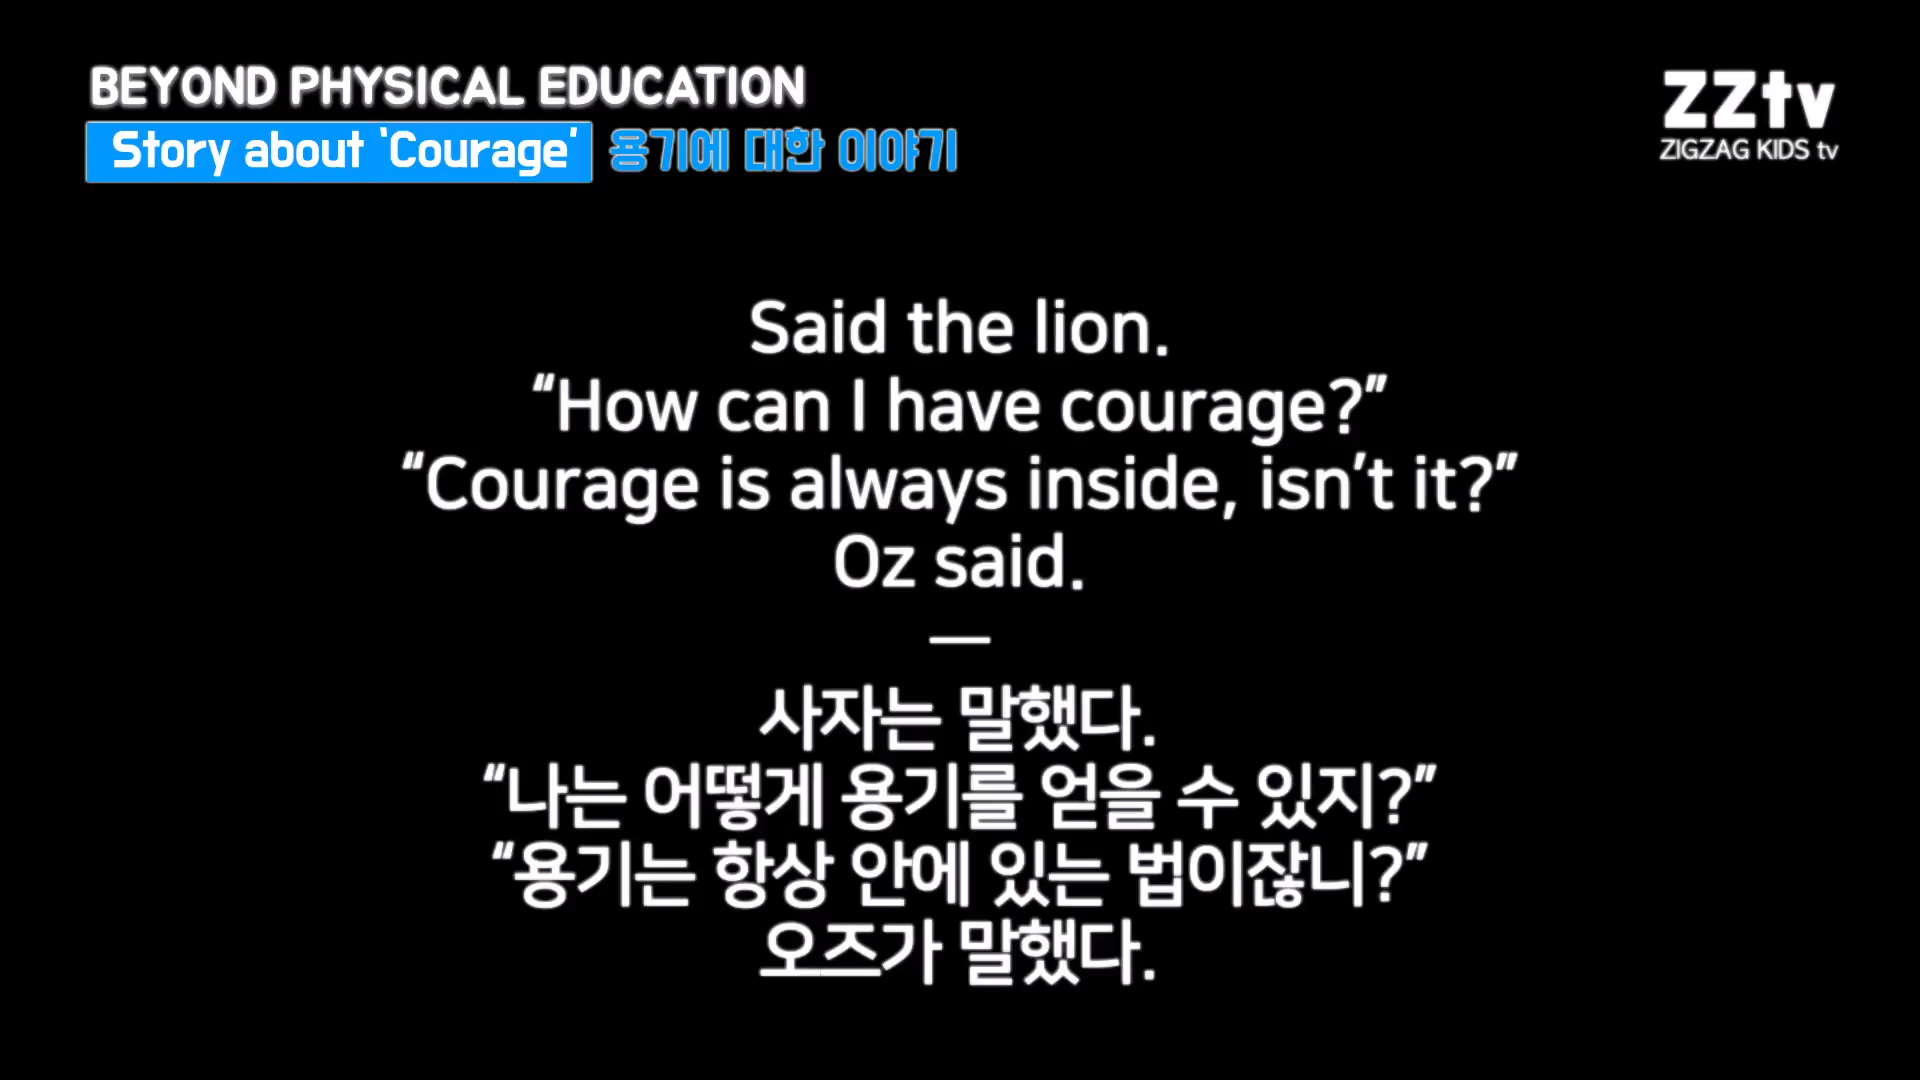 BEYOND PHYSICAL EDUCATION
Story about ‘Courage’ 용기에 대한 이야기
ZZtv
ZIGZAG KIDS tv
Said the lion.
“How can I have courage?”
“Courage is always inside, isn’t it?”
Oz said.
—
사자는 말했다.
“나는 어떻게 용기를 얻을 수 있지?”
“용기는 항상 안에 있는 법이잖니?”
오즈가 말했다.